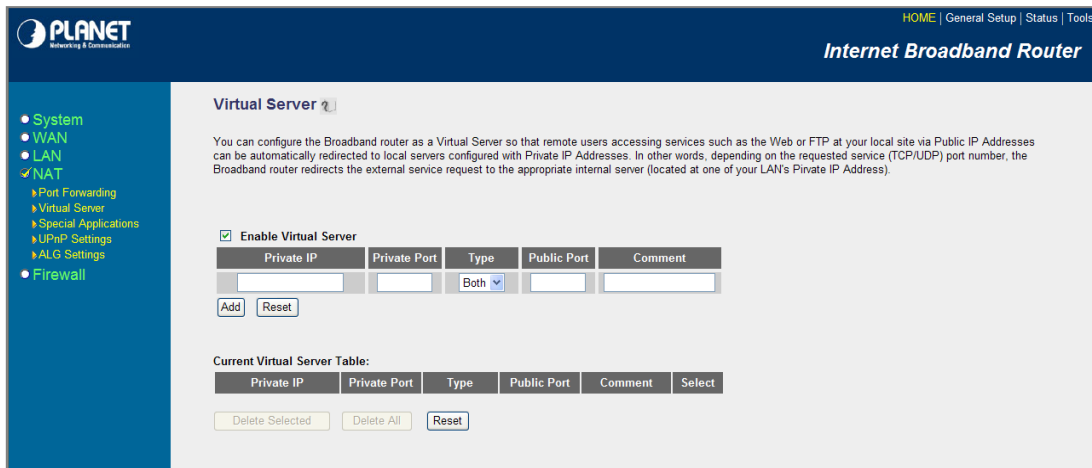 PLANET
Networking & Communication
HOME | General Setup | Status | Tools
Internet Broadband Router
System
WAN
LAN
NAT
Port Forwarding
Virtual Server
Special Applications
UPnP Settings
ALG Settings
Firewall
Virtual Server
You can configure the Broadband router as a Virtual Server so that remote users accessing services such as the Web or FTP at your local site via Public IP Addresses
can be automatically redirected to local servers configured with Private IP Addresses. In other words, depending on the requested service (TCP/UDP) port number, the
Broadband router redirects the external service request to the appropriate internal server (located at one of your LAN's Private IP Address).
Enable Virtual Server
Private IP Private Port Type Public Port Comment
Both
Add Reset
Current Virtual Server Table:
Private IP Private Port Type Public Port Comment Select
Delete Selected Delete All Reset